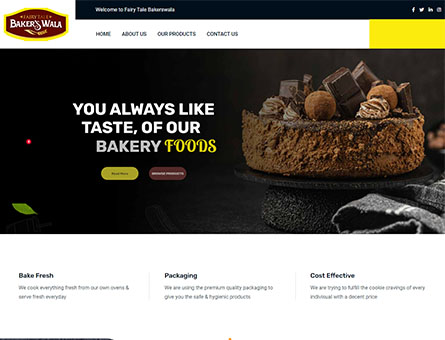 FAIRY TALE
BAKER'S WALA
Welcome to Fairy Tale Bakerswala
HOME ABOUT US OUR PRODUCTS CONTACT US
YOU ALWAYS LIKE
TASTE, OF OUR
BAKERY FOODS
Read More BROWSE PRODUCTS
Bake Fresh Packaging Cost Effective
We cook everything fresh from our own ovens & We are using the premium quality packaging to We are trying to fulfill the cookie cravings of every
serve fresh everyday. give you the safe & hygienic products indivisual with a decent price